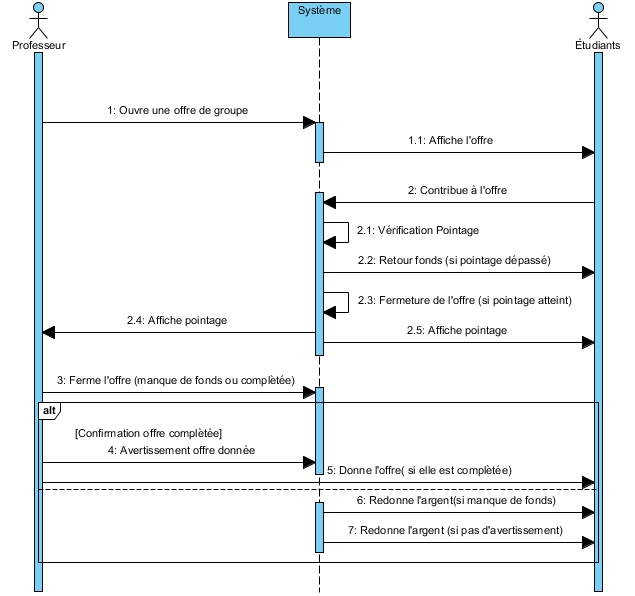 Système
Professeur
Étudiants
1: Ouvre une offre de groupe
1.1: Affiche l'offre
2: Contribue à l'offre
2.1: Vérification Pointage
2.2: Retour fonds (si pointage dépassé)
2.3: Fermeture de l'offre (si pointage atteint)
2.4: Affiche pointage
2.5: Affiche pointage
3: Ferme l'offre (manque de fonds ou complètée)
alt
[Confirmation offre complètée]
4: Avertissement offre donnée
5: Donne l'offre( si elle est complètée)
6: Redonne l'argent(si manque de fonds)
7: Redonne l'argent (si pas d'avertissement)